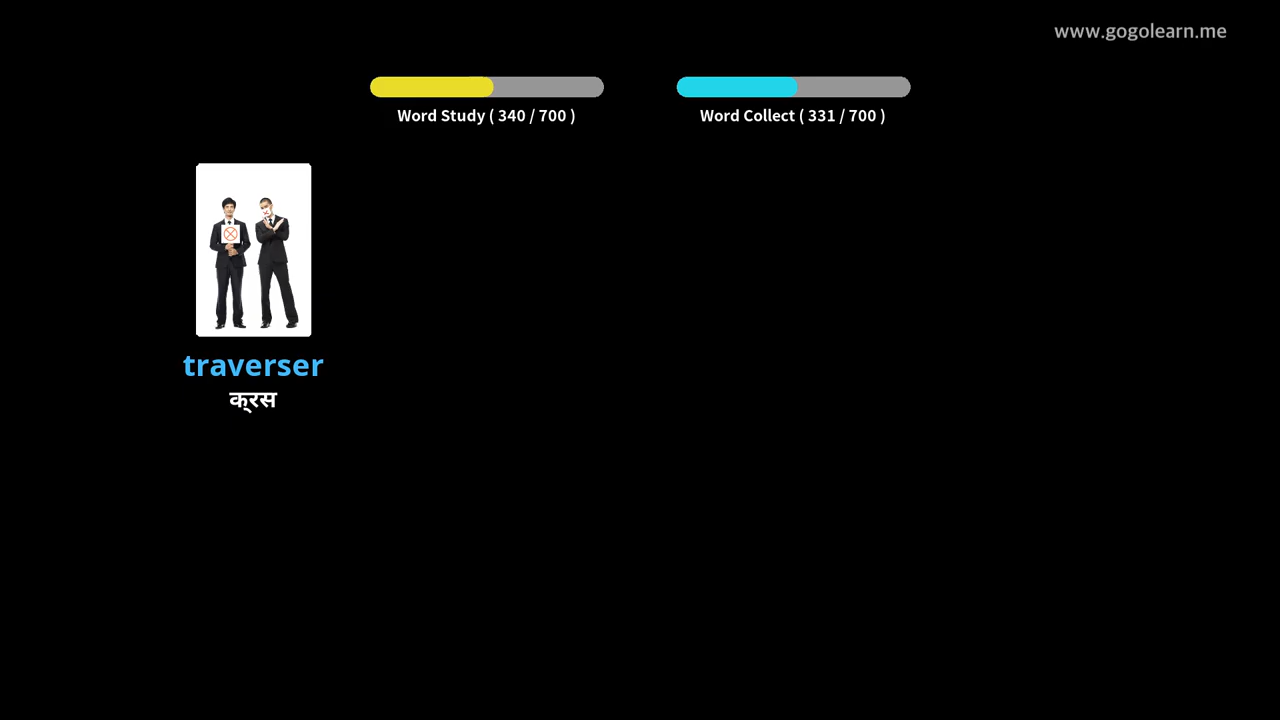 www.gogolearn.me
Word Study ( 340 / 700 )
Word Collect ( 331 / 700 )
traverser
क्रस